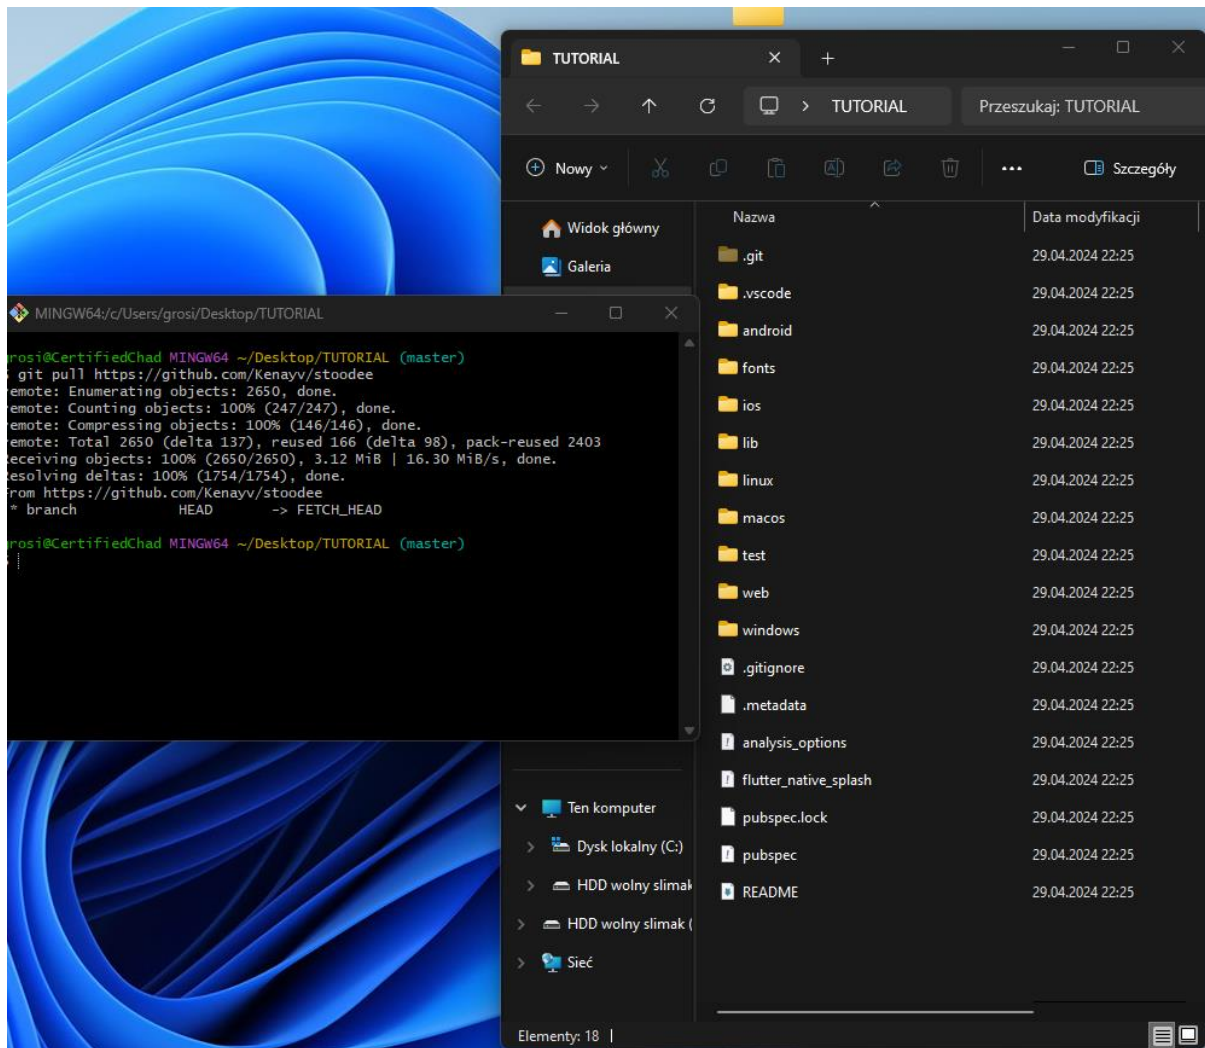 TUTORIAL
TUTORIAL
Przeszukaj: TUTORIAL
Nowy
Szczegóły
Widok główny
Galeria
Nazwa
Data modyfikacji
.git 29.04.2024 22:25
.vscode 29.04.2024 22:25
android 29.04.2024 22:25
fonts 29.04.2024 22:25
ios 29.04.2024 22:25
lib 29.04.2024 22:25
linux 29.04.2024 22:25
macos 29.04.2024 22:25
test 29.04.2024 22:25
web 29.04.2024 22:25
windows 29.04.2024 22:25
.gitignore 29.04.2024 22:25
.metadata 29.04.2024 22:25
analysis_options 29.04.2024 22:25
flutter_native_splash 29.04.2024 22:25
pubspec.lock 29.04.2024 22:25
pubspec 29.04.2024 22:25
README 29.04.2024 22:25
MINGW64:/c/Users/grosi/Desktop/TUTORIAL
grosi@CertifiedChad MINGW64 ~/Desktop/TUTORIAL (master)
$ git pull https://github.com/Kenayv/stoodee
remote: Enumerating objects: 2650, done.
remote: Counting objects: 100% (247/247), done.
remote: Compressing objects: 100% (146/146), done.
remote: Total 2650 (delta 137), reused 166 (delta 98), pack-reused 2403
Receiving objects: 100% (2650/2650), 3.12 MiB | 16.30 MiB/s, done.
Resolving deltas: 100% (1754/1754), done.
From https://github.com/Kenayv/stoodee
* branch HEAD -> FETCH_HEAD
grosi@CertifiedChad MINGW64 ~/Desktop/TUTORIAL (master)
$
Ten komputer
Dysk lokalny (C:)
HDD wolny slimak
HDD wolny slimak (
Sieć
Elementy: 18